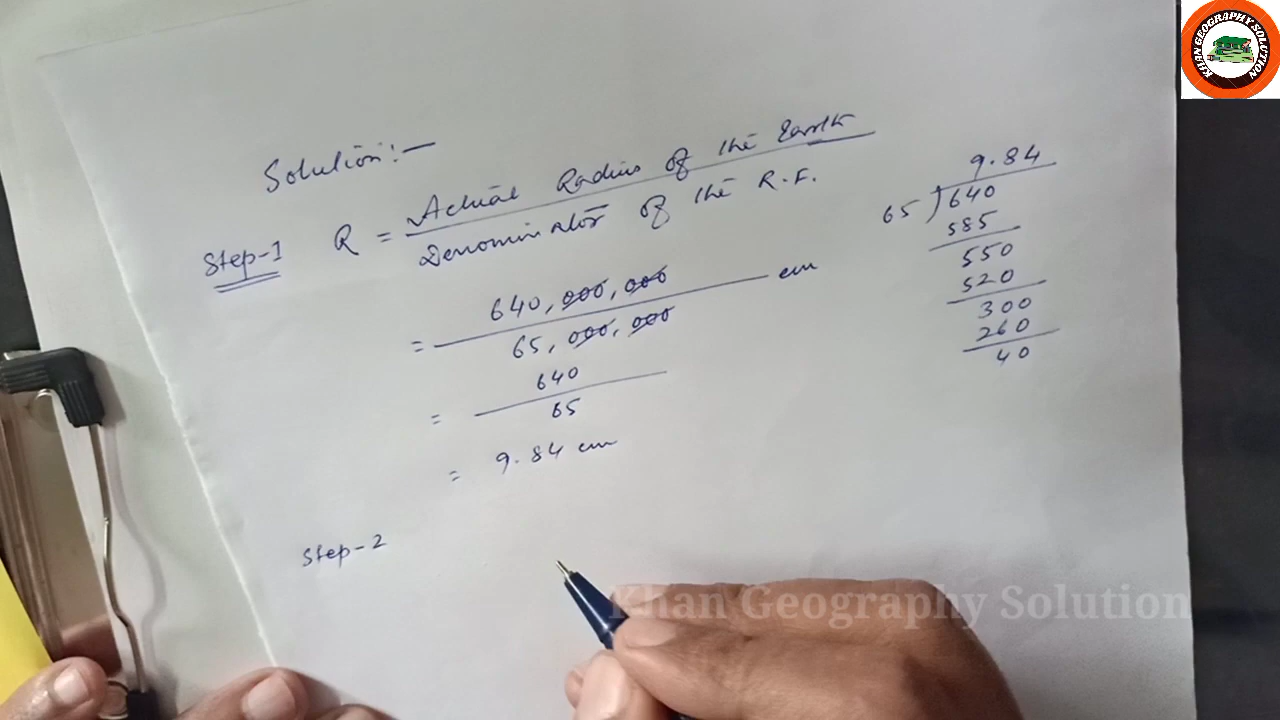 KHAN GEOGRAPHY SOLUTION
Solution:-
Step-1 R = Actual Radius of the Earth
Denominator of the R.F.
= 640,000,000 cm
65,000,000
= 640
65
= 9.84 cm
Step-2
9.84
65 ) 640
585
550
520
300
260
40
Khan Geography Solution